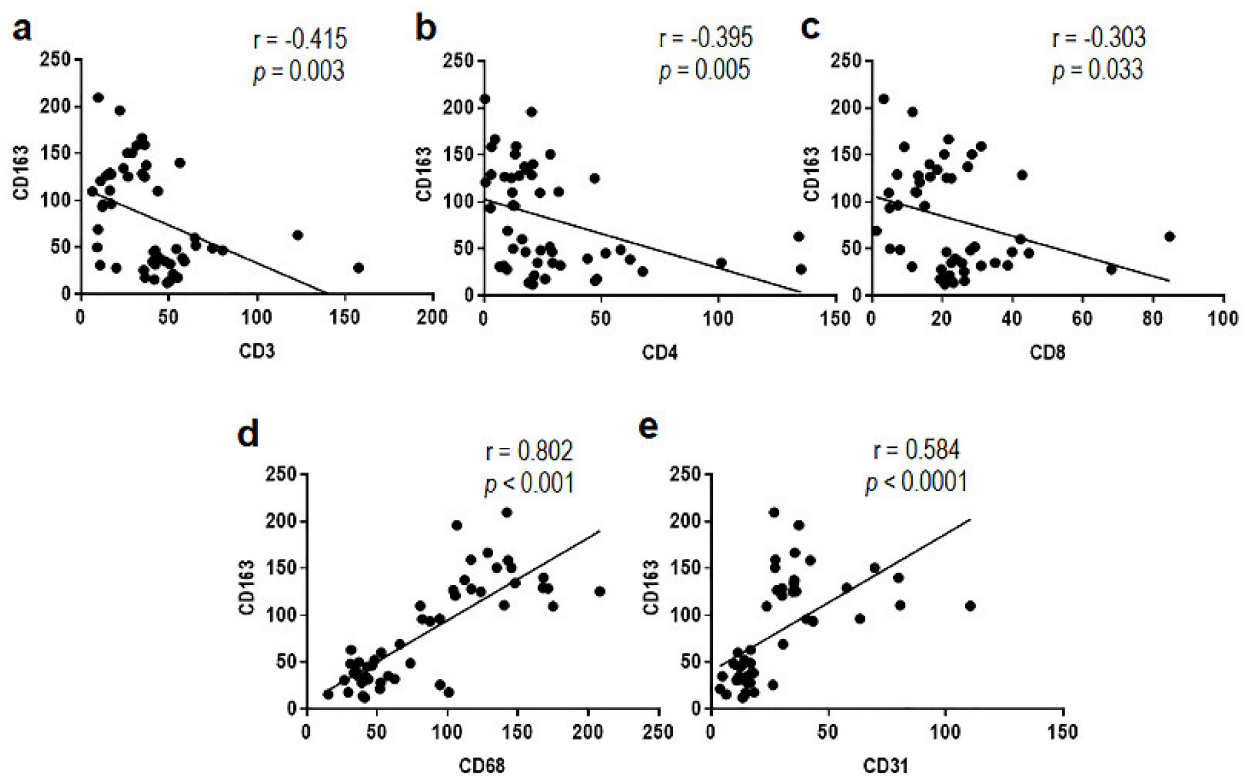 a
r = -0.415
p = 0.003
CD163
250
200
150
100
50
0
0 50 100 150 200
CD3
b
r = -0.395
p = 0.005
CD163
250
200
150
100
50
0
0 50 100 150
CD4
c
r = -0.303
p = 0.033
CD163
250
200
150
100
50
0
0 20 40 60 80 100
CD8
d
r = 0.802
p < 0.001
CD163
250
200
150
100
50
0
0 50 100 150 200 250
CD68
e
r = 0.584
p < 0.0001
CD163
250
200
150
100
50
0
0 50 100 150
CD31